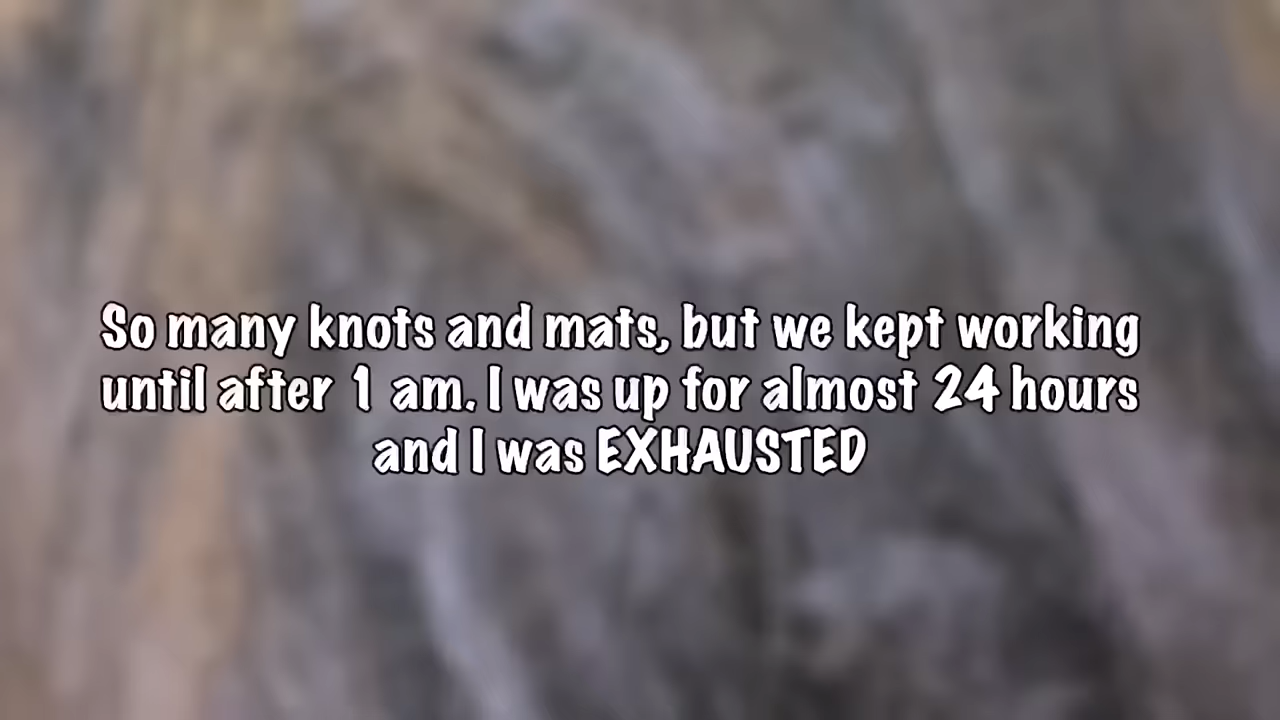 So many knots and mats, but we kept working
until after 1 am. I was up for almost 24 hours
and I was EXHAUSTED